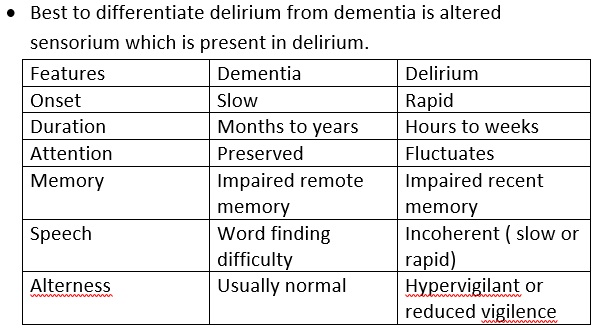 • Best to differentiate delirium from dementia is altered
sensorium which is present in delirium.
Features Dementia Delirium
Onset Slow Rapid
Duration Months to years Hours to weeks
Attention Preserved Fluctuates
Memory Impaired remote Impaired recent
memory memory
Speech Word finding Incoherent ( slow or
difficulty rapid)
Alterness Usually normal Hypervigilant or
reduced vigilence